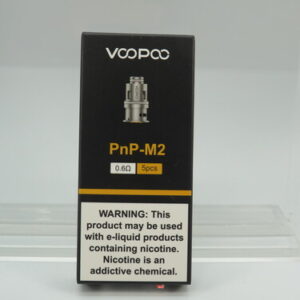 VOOPOO
PnP-M2
0.6Ω 5pcs
WARNING: This
product may be used
with e-liquid products
containing nicotine.
Nicotine is an
addictive chemical.